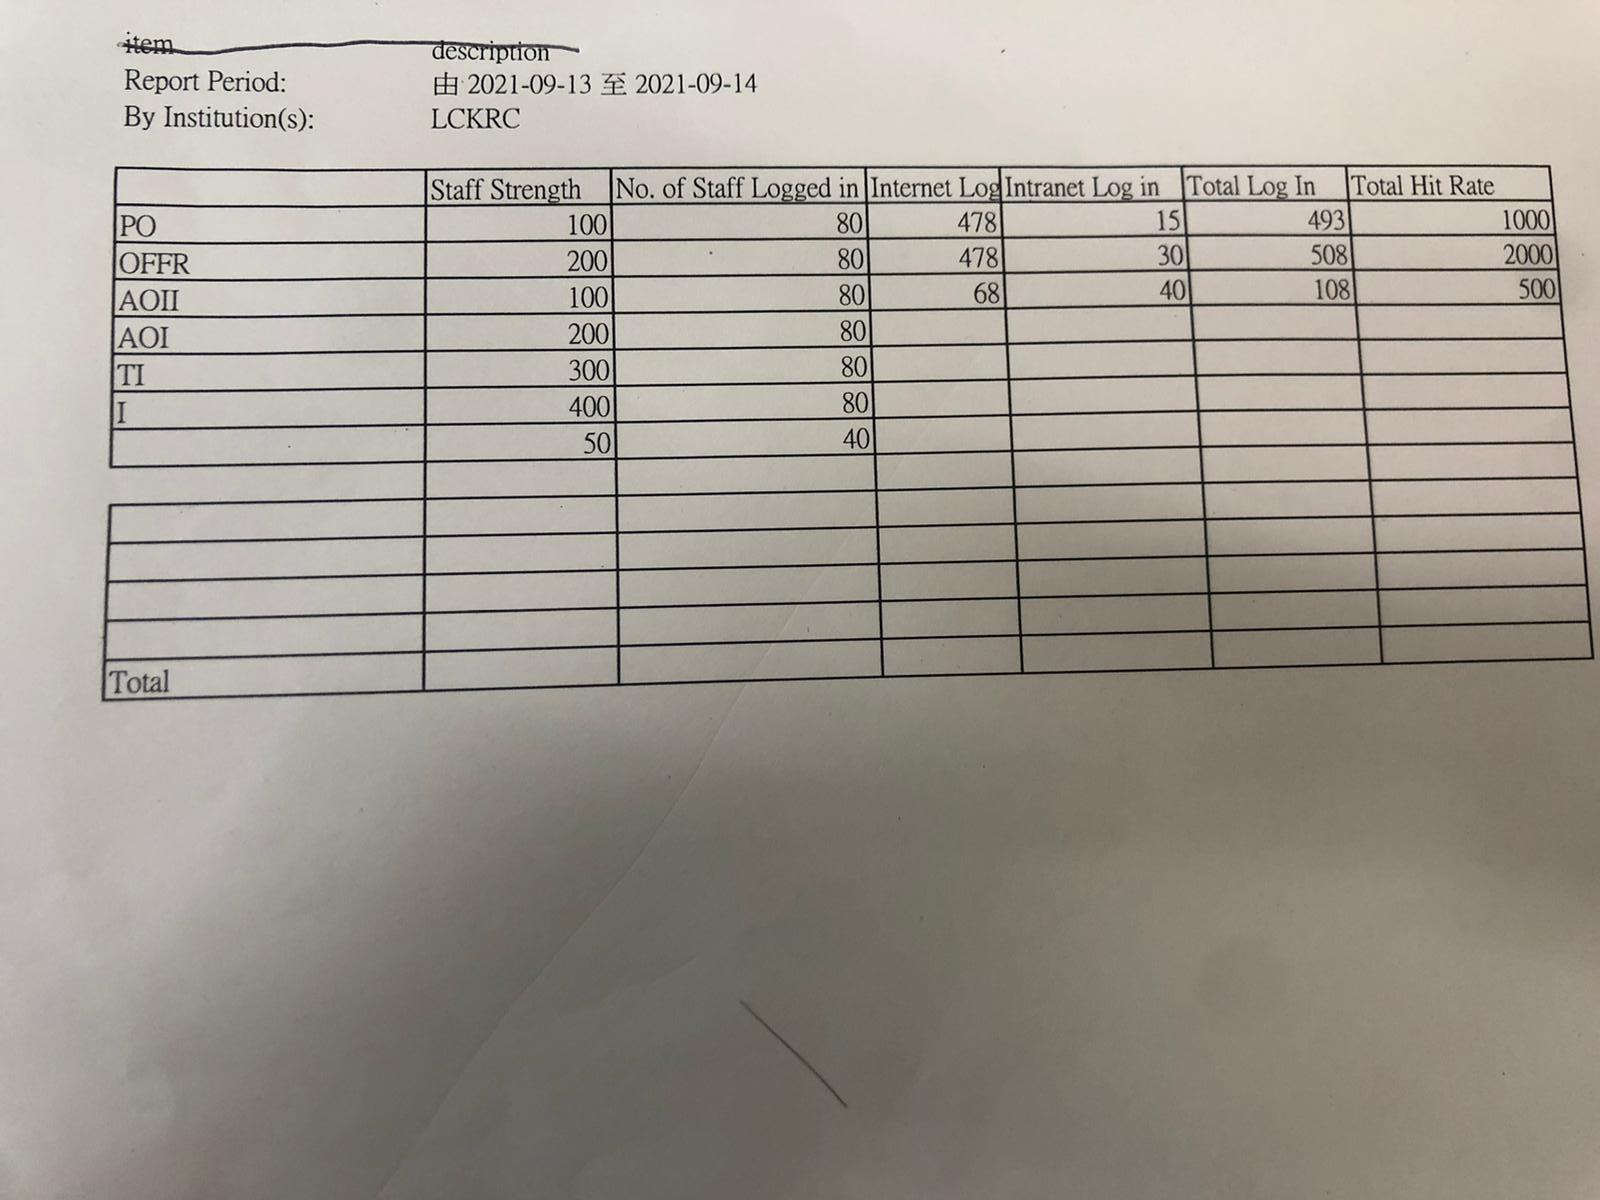 item description
Report Period: 由 2021-09-13 至 2021-09-14
By Institution(s): LCKRC
Staff Strength No. of Staff Logged in Internet Log Intranet Log in Total Log In Total Hit Rate
PO 100 80 478 15 493 1000
OFFR 200 80 478 30 508 2000
AOII 100 80 68 40 108 500
AOI 200 80
TI 300 80
I 400 80
50 40
Total